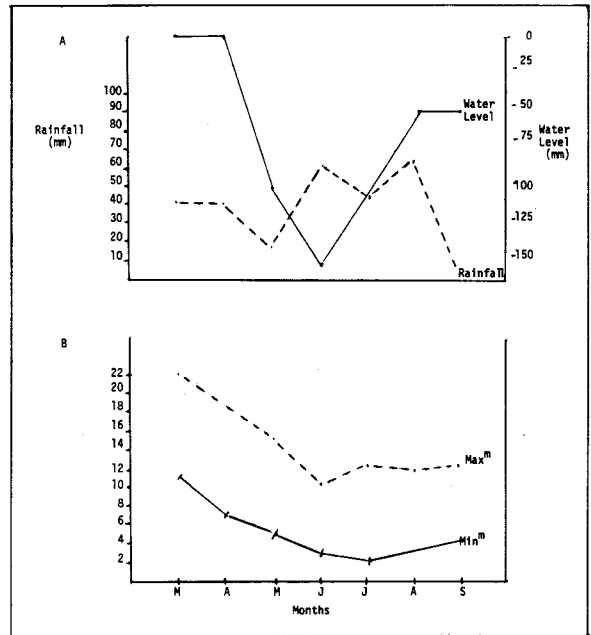 A
Rainfall
(mm)
100
90
80
70
60
50
40
30
20
10
- 0
-25
-50
-75
-100
-125
-150
Water
Level
(mm)
Water
Level
Rainfall
B
22
20
18
16
14
12
10
8
6
4
2
Max^m
Min^m
M A M J J A S
Months